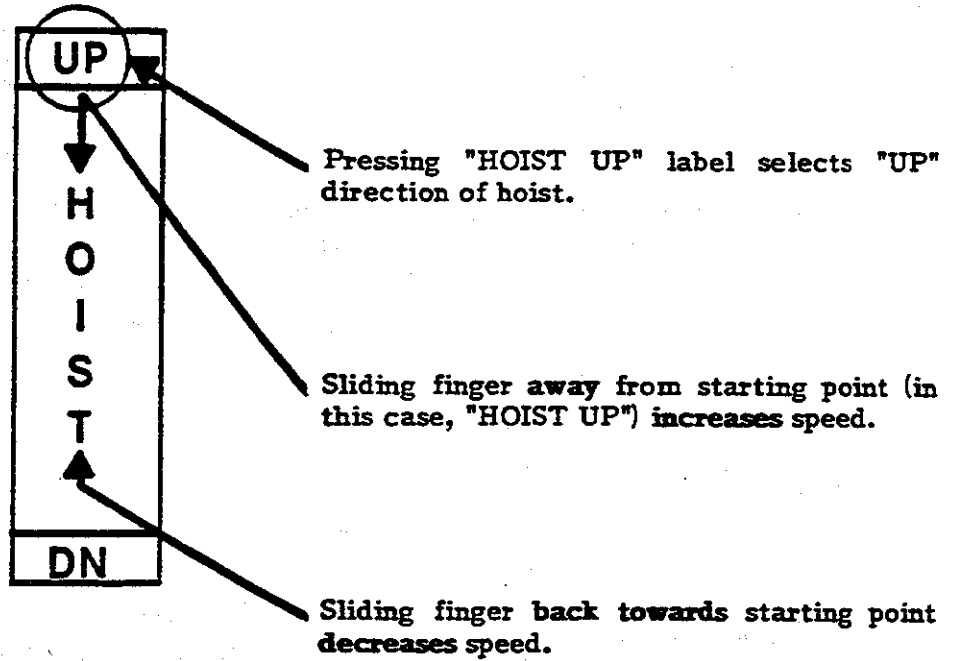 UP
Pressing "HOIST UP" label selects "UP"
direction of hoist.
HOIST
Sliding finger away from starting point (in
this case, "HOIST UP") increases speed.
DN
Sliding finger back towards starting point
decreases speed.